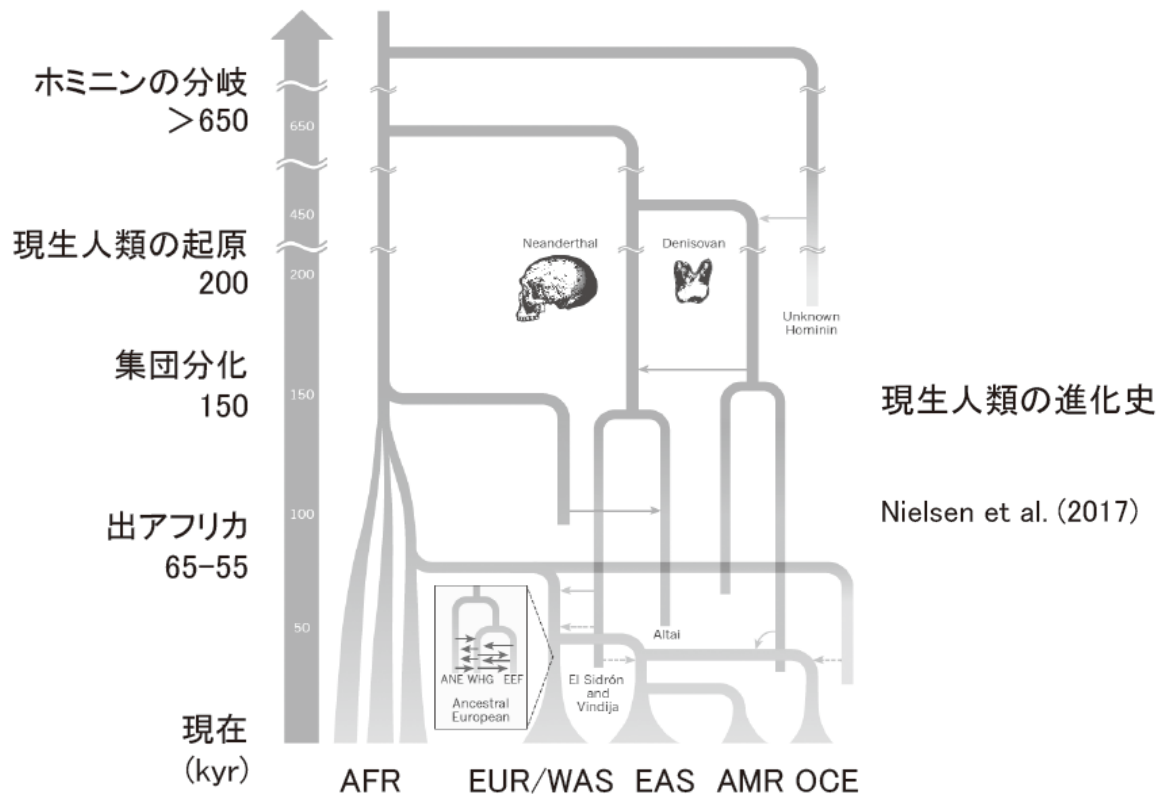 ホミニンの分岐
＞650
現生人類の起原
200
集団分化
150
出アフリカ
65-55
現在
(kyr)
650
450
200
150
100
50
Neanderthal
Denisovan
Unknown
Hominin
Altai
El Sidrón
and
Vindija
ANE WHG EEF
Ancestral
European
AFR EUR/WAS EAS AMR OCE
現生人類の進化史
Nielsen et al. (2017)